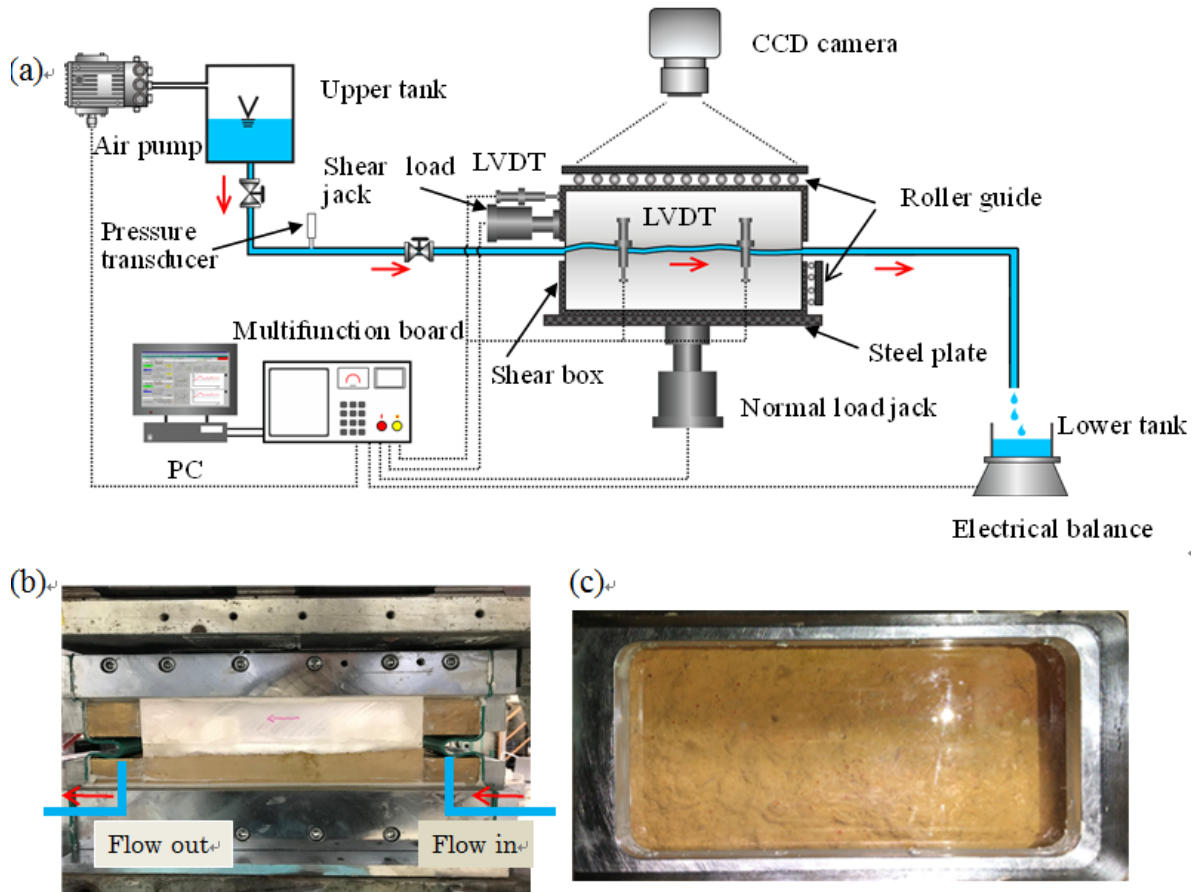 (a)
CCD camera
Upper tank
Air pump
Shear load
jack
LVDT
LVDT
Roller guide
Pressure
transducer
Multifunction board
Shear box
Steel plate
Normal load jack
Lower tank
PC
Electrical balance
(b)
(c)
Flow out
Flow in